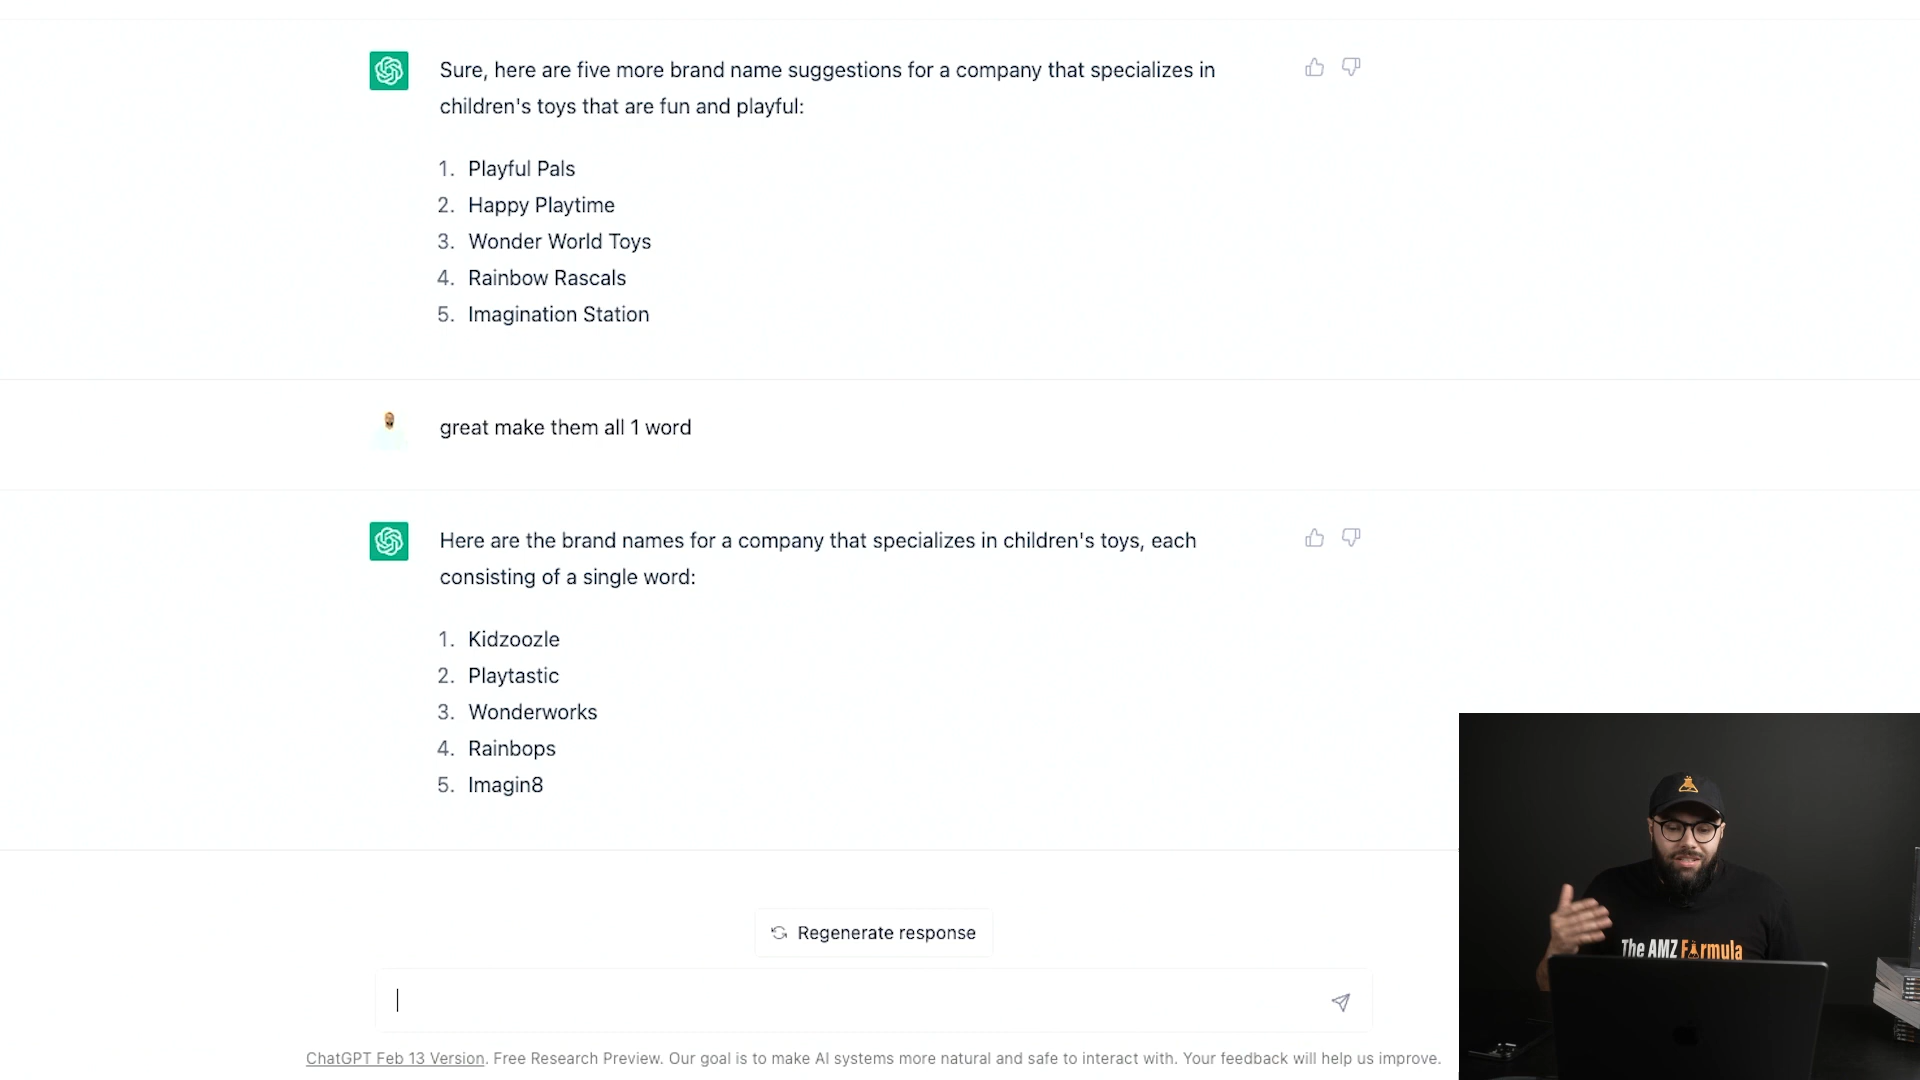 Sure, here are five more brand name suggestions for a company that specializes in
children's toys that are fun and playful:
1. Playful Pals
2. Happy Playtime
3. Wonder World Toys
4. Rainbow Rascals
5. Imagination Station
great make them all 1 word
Here are the brand names for a company that specializes in children's toys, each
consisting of a single word:
1. Kidzoozle
2. Playtastic
3. Wonderworks
4. Rainbops
5. Imagin8
Regenerate response
The AMZ Formula
ChatGPT Feb 13 Version. Free Research Preview. Our goal is to make AI systems more natural and safe to interact with. Your feedback will help us improve.